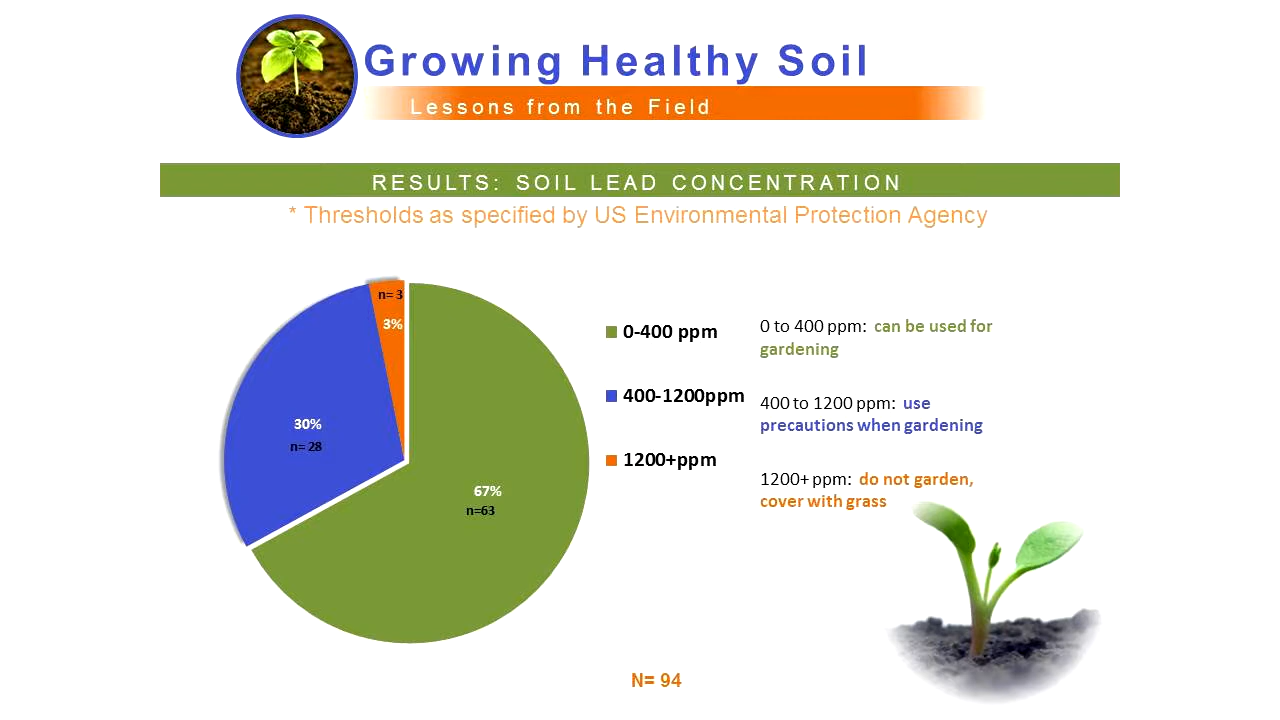 Growing Healthy Soil
Lessons from the Field
RESULTS: SOIL LEAD CONCENTRATION
* Thresholds as specified by US Environmental Protection Agency
n= 3
3%
30%
n= 28
67%
n=63
0-400 ppm
400-1200ppm
1200+ppm
0 to 400 ppm: can be used for
gardening
400 to 1200 ppm: use
precautions when gardening
1200+ ppm: do not garden,
cover with grass
N= 94